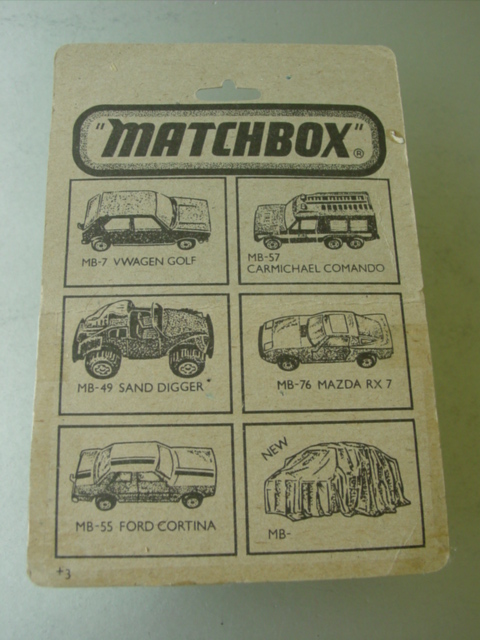 "MATCHBOX"®
MB-7 VWAGEN GOLF
MB-57
CARMICHAEL COMANDO
MB-49 SAND DIGGER
MB-76 MAZDA RX 7
MB-55 FORD CORTINA
NEW
MB-
+3